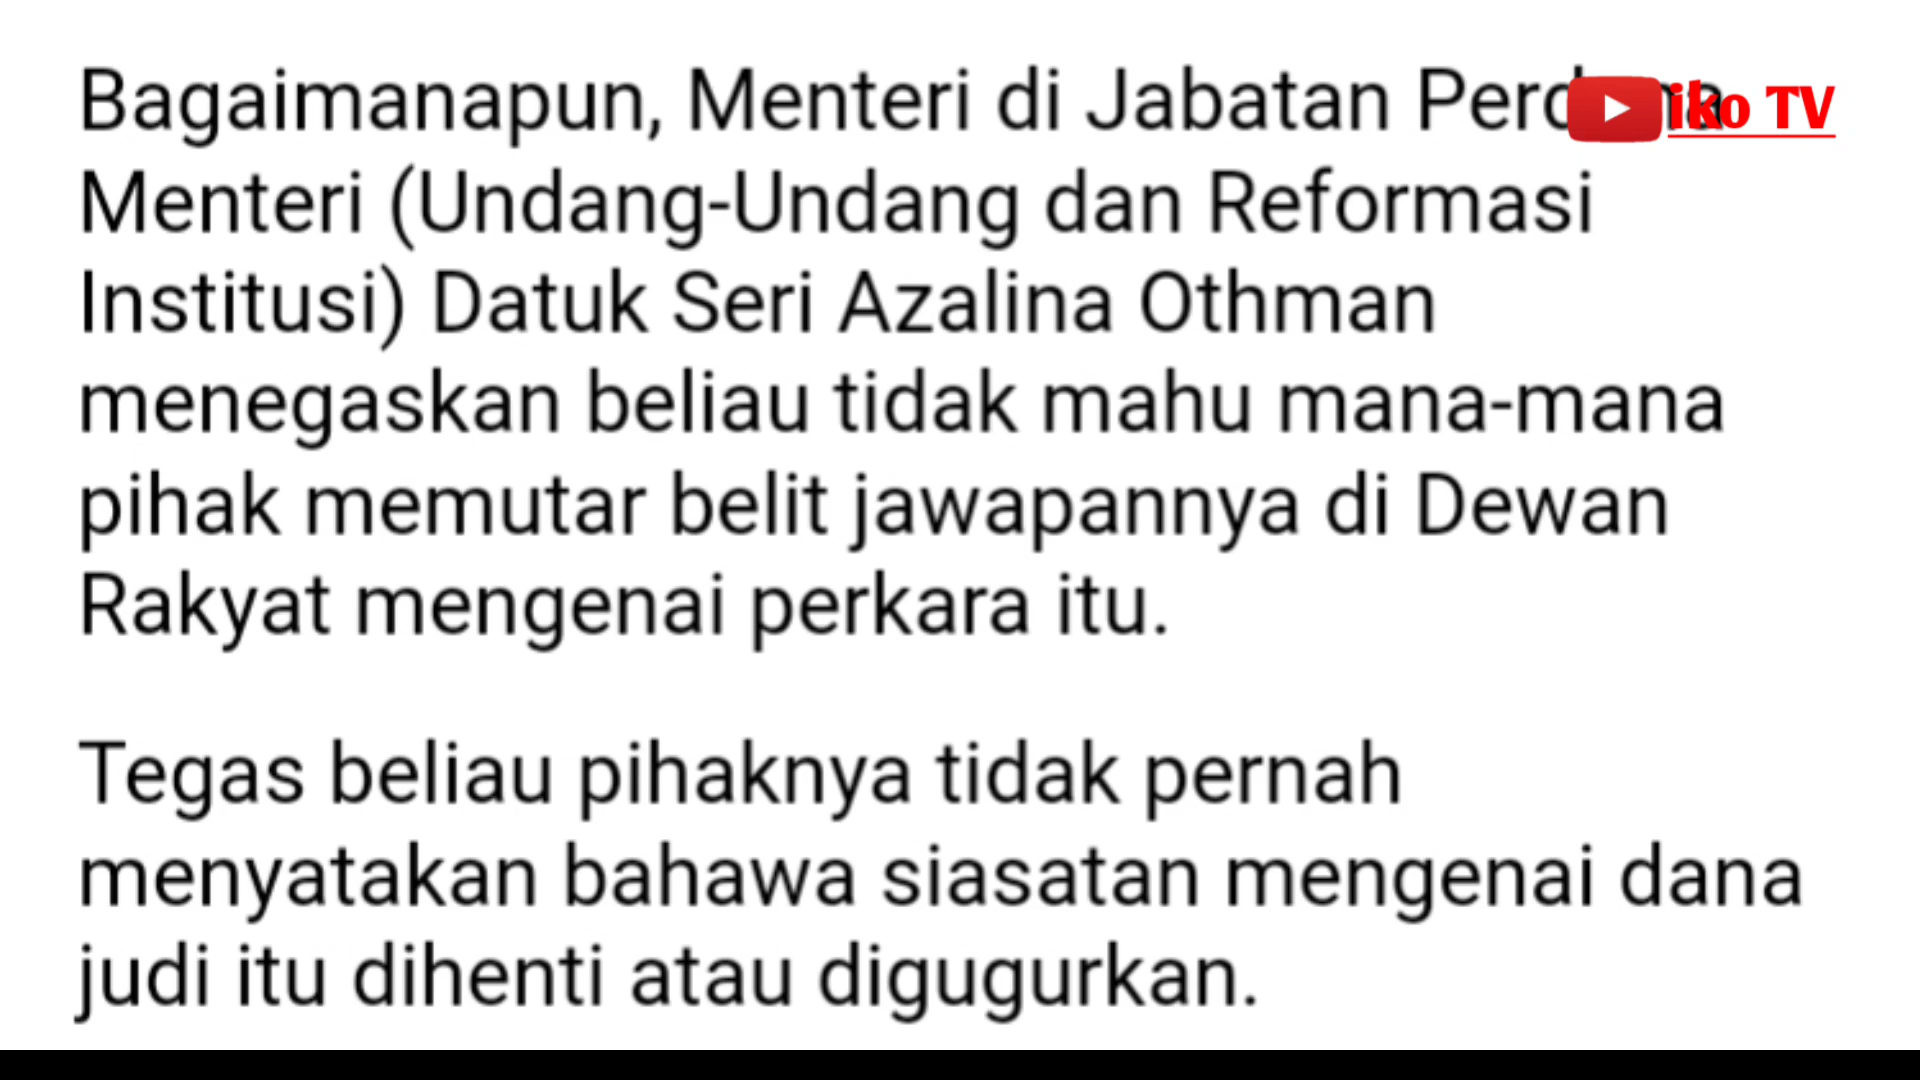 Bagaimanapun, Menteri di Jabatan
iko TV
Menteri (Undang-Undang dan Reformasi
Institusi) Datuk Seri Azalina Othman
menegaskan beliau tidak mahu mana-mana
pihak memutar belit jawapannya di Dewan
Rakyat mengenai perkara itu.
Tegas beliau pihaknya tidak pernah
menyatakan bahawa siasatan mengenai dana
judi itu dihenti atau digugurkan.